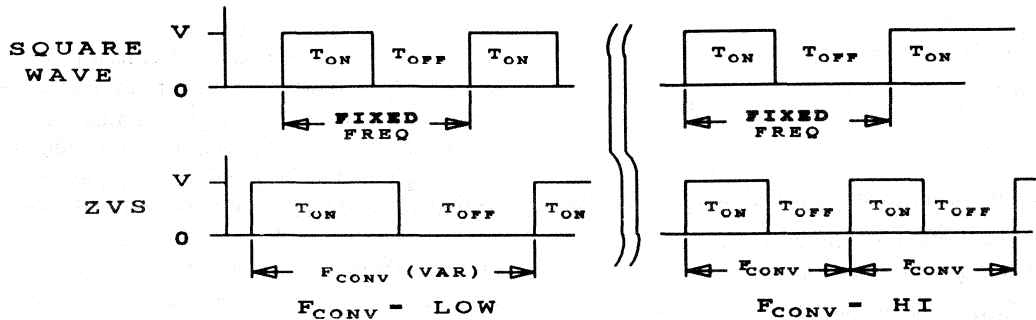 SQUARE WAVE
V
0
T_ON T_OFF T_ON
FIXED FREQ
T_ON T_OFF T_ON
FIXED FREQ
ZVS
V
0
T_ON T_OFF T_ON
F_CONV (VAR)
F_CONV - LOW
T_ON T_OFF T_ON T_OFF
F_CONV F_CONV
F_CONV - HI